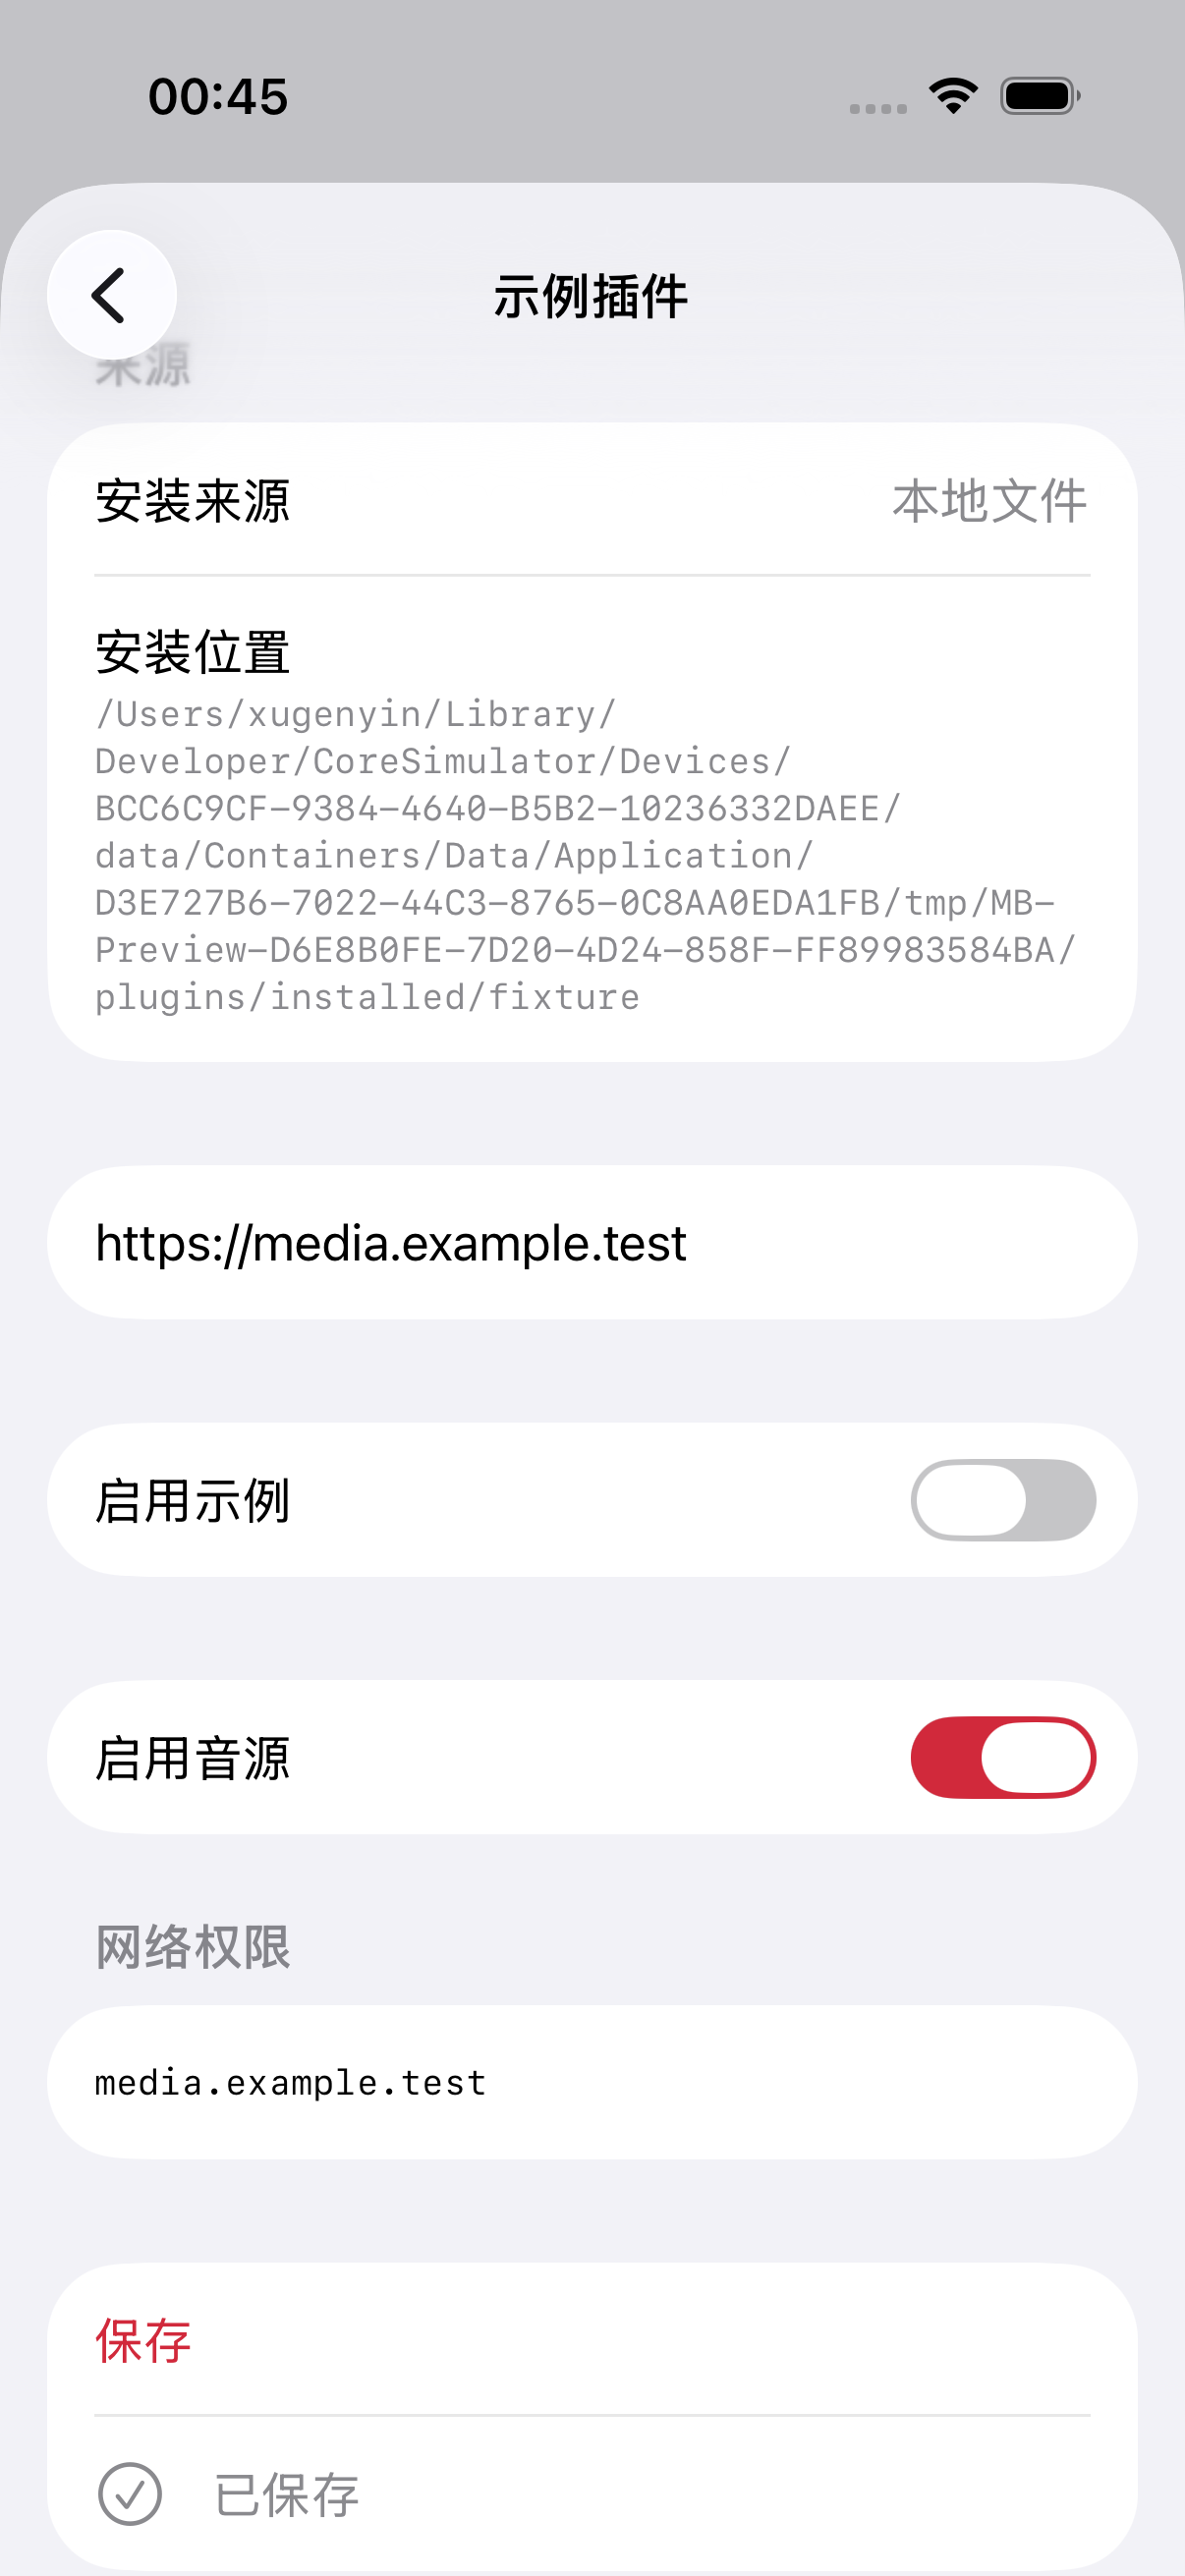 00:45
示例插件
来源
安装来源
本地文件
安装位置
/Users/xugenyin/Library/
Developer/CoreSimulator/Devices/
BCC6C9CF-9384-4640-B5B2-10236332DAEE/
data/Containers/Data/Application/
D3E727B6-7022-44C3-8765-0C8AA0EDA1FB/tmp/MB-
Preview-D6E8B0FE-7D20-4D24-858F-FF89983584BA/
plugins/installed/fixture
https://media.example.test
启用示例
启用音源
网络权限
media.example.test
保存
已保存